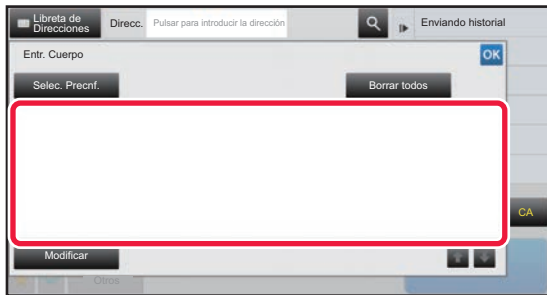 Libreta de
Direcciones
Direcc.
Pulsar para introducir la dirección
Enviando historial
Entr. Cuerpo
OK
Selec. Precnf.
Borrar todos
CA
Modificar
Otros